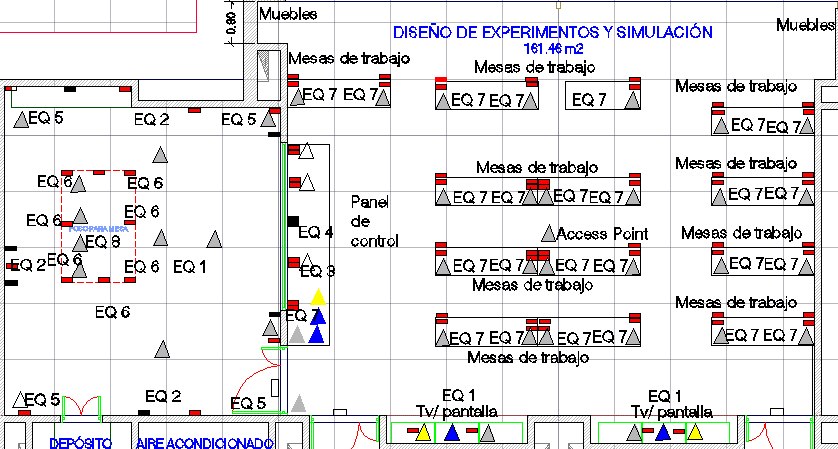 0.90
Muebles
DISEÑO DE EXPERIMENTOS Y SIMULACIÓN
161.46 m2
Muebles
Mesas de trabajo
Mesas de trabajo
Mesas de trabajo
EQ 7 EQ 7
EQ 7 EQ 7
EQ 7
EQ 7 EQ 7
EQ 5
EQ 2
EQ 5
Mesas de trabajo
Mesas de trabajo
EQ 6
EQ 6
EQ 7 EQ 7 EQ 7 EQ 7
EQ 7 EQ 7
Panel
de
control
EQ 6
EQ 6
EQ 4
EQ 8
Access Point
Mesas de trabajo
EQ 2
EQ 6
EQ 6
EQ 1
EQ 3
EQ 7 EQ 7 EQ 7 EQ 7
EQ 7 EQ 7
Mesas de trabajo
Mesas de trabajo
EQ 6
EQ 7
EQ 7 EQ 7 EQ 7 EQ 7
EQ 7 EQ 7
Mesas de trabajo
EQ 5
EQ 2
EQ 5
EQ 1
Tv/ pantalla
EQ 1
Tv/ pantalla
DEPÓSITO
AIRE ACONDICIONADO